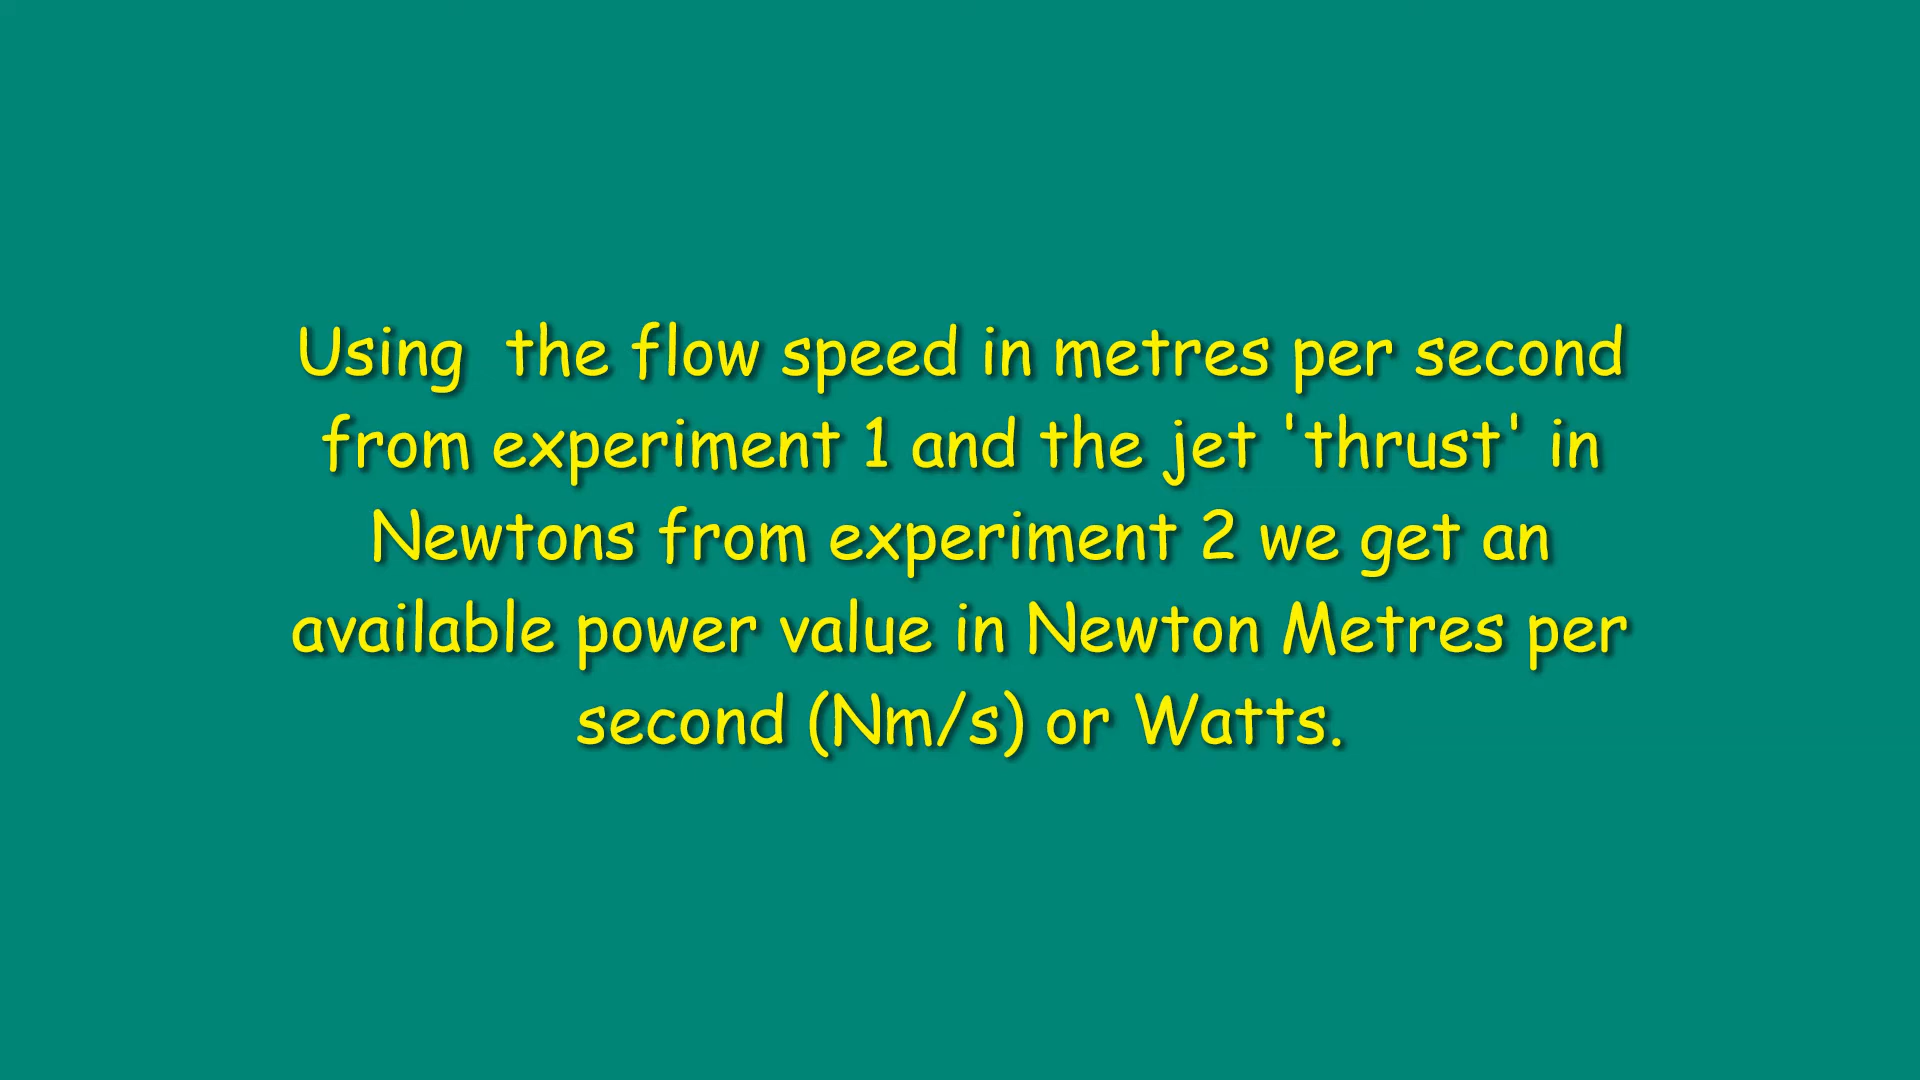 Using  the flow speed in metres per second
from experiment 1 and the jet 'thrust' in
Newtons from experiment 2 we get an
available power value in Newton Metres per
second (Nm/s) or Watts.